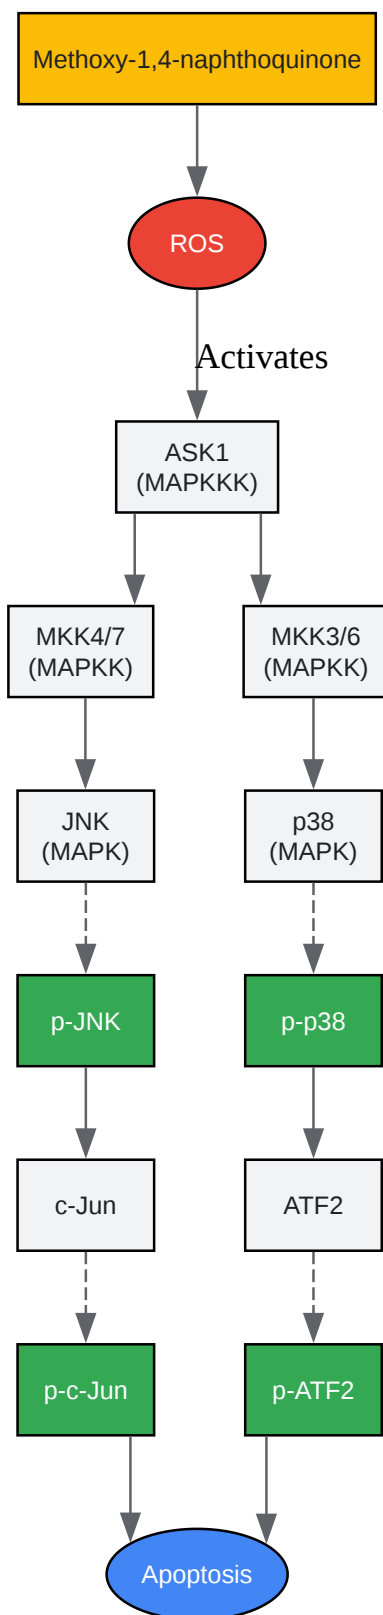 Methoxy-1,4-naphthoquinone
ROS
Activates
ASK1
(MAPKKK)
MKK4/7
(MAPKK)
MKK3/6
(MAPKK)
JNK
(MAPK)
p38
(MAPK)
p-JNK
p-p38
c-Jun
ATF2
p-c-Jun
p-ATF2
Apoptosis